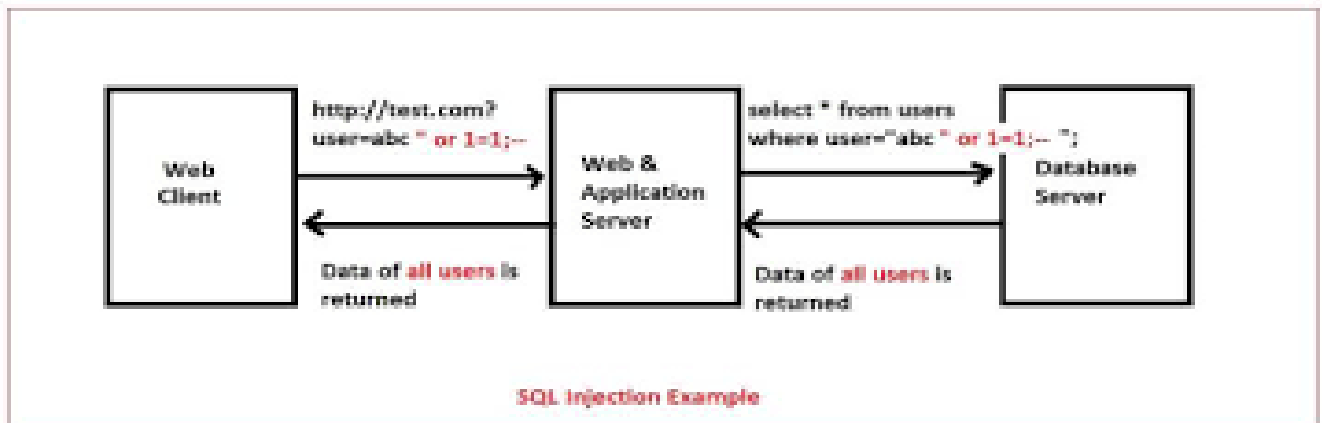 http://test.com?
user=abc " or 1=1;--
select * from users
where user="abc " or 1=1;-- ";
Web
Client
Web &
Application
Server
Database
Server
Data of all users is
returned
Data of all users is
returned
SQL Injection Example